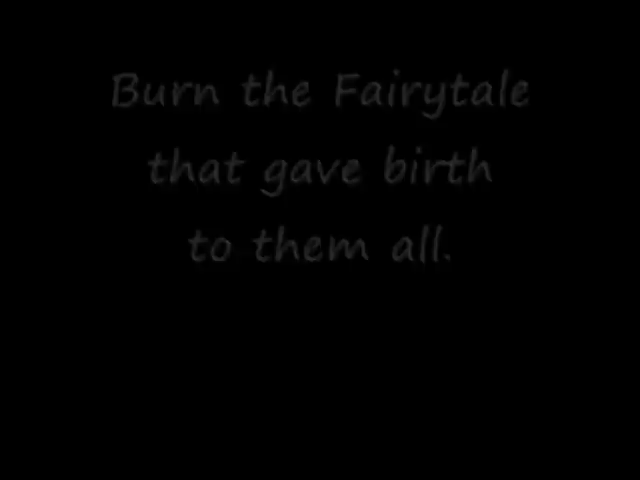 Burn the Fairytale
that gave birth
to them all.